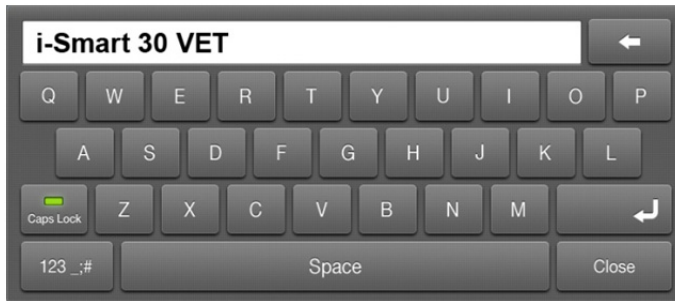 i-Smart 30 VET
Q W E R T Y U I O P
A S D F G H J K L
Caps Lock Z X C V B N M
123 _;# Space Close